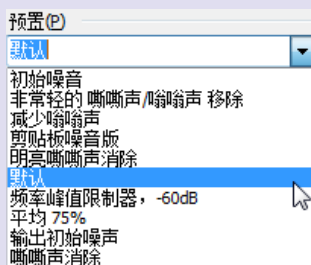 预置(P)
默认
初始噪音
非常轻的 嘶嘶声/嗡嗡声 移除
减少嗡嗡声
剪贴板噪音版
明亮嘶嘶声消除
默认
频率峰值限制器，-60dB
平均 75%
输出初始噪声
嘶嘶声消除